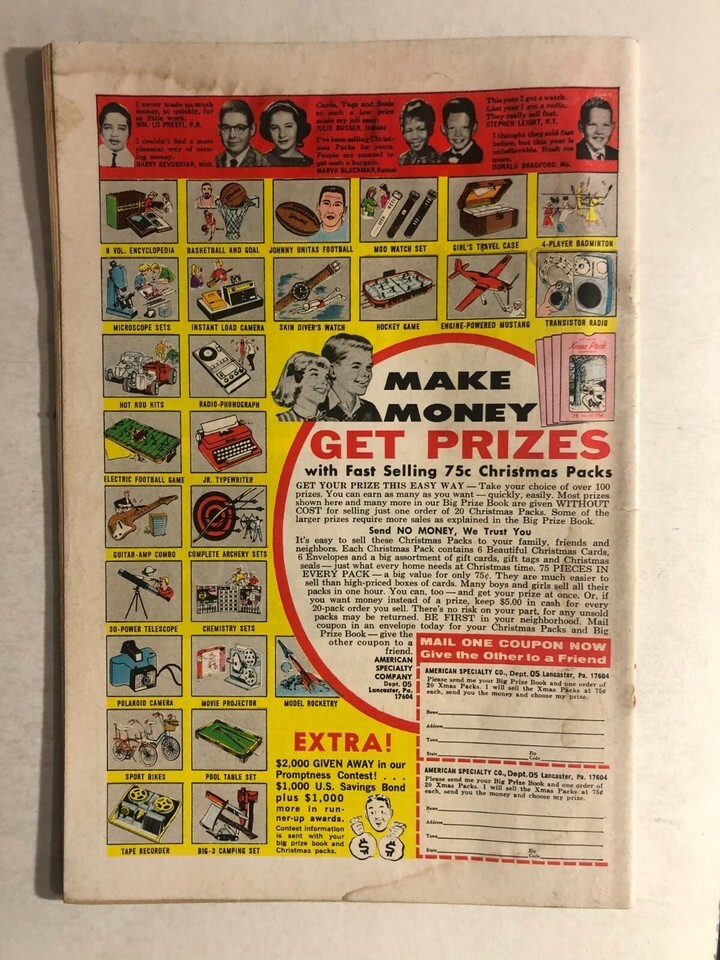 I never made so much
money, so quickly, for
so little work.
WM. LO PRESTI, P.R.
I couldn't find a more
pleasant way of earn-
ing money.
HARRY KEVORKIAN, Mich.
Cards, Tags and Seals
at such a low price
made my job easy.
JULIE BUSSEN, Indiana
I've been selling Christ-
mas Packs for years.
People are amazed to
get such a bargain.
MARVA BLACKMAR, Kansas
This year I got a watch.
Last year I got a radio.
They really sell fast.
STEPHEN LEIGHT, N.Y.
I thought they sold fast
before, but this year is
unbelievable. Rush me
more.
DONALD BRADFORD, Mo.
8 VOL. ENCYCLOPEDIA
BASKETBALL AND GOAL
JOHNNY UNITAS FOOTBALL
MOD WATCH SET
GIRL'S TRAVEL CASE
4-PLAYER BADMINTON
MICROSCOPE SETS
INSTANT LOAD CAMERA
SKIN DIVER'S WATCH
HOCKEY GAME
ENGINE-POWERED MUSTANG
TRANSISTOR RADIO
HOT ROD KITS
RADIO-PHONOGRAPH
ELECTRIC FOOTBALL GAME
JR. TYPEWRITER
GUITAR-AMP COMBO
COMPLETE ARCHERY SETS
30-POWER TELESCOPE
CHEMISTRY SETS
POLAROID CAMERA
MOVIE PROJECTOR
MODEL ROCKETRY
SPORT BIKES
POOL TABLE SET
TAPE RECORDER
BIG-3 CAMPING SET
Xmas Pack
MAKE
MONEY
GET PRIZES
with Fast Selling 75c Christmas Packs
GET YOUR PRIZE THIS EASY WAY — Take your choice of over 100
prizes. You can earn as many as you want — quickly, easily. Most prizes
shown here and many more in our Big Prize Book are given WITHOUT
COST for selling just one order of 20 Christmas Packs. Some of the
larger prizes require more sales as explained in the Big Prize Book.
Send NO MONEY, We Trust You
It's easy to sell these Christmas Packs to your family, friends and
neighbors. Each Christmas Pack contains 6 Beautiful Christmas Cards,
6 Envelopes and a big assortment of gift cards, gift tags and Christmas
seals — just what every home needs at Christmas time. 75 PIECES IN
EVERY PACK — a big value for only 75¢. They are much easier to
sell than high-priced boxes of cards. Many boys and girls sell all their
packs in one hour. You can, too — and get your prize at once. Or, if
you want money instead of a prize, keep $5.00 in cash for every
20-pack order you sell. There's no risk on your part, for any unsold
packs may be returned. BE FIRST in your neighborhood. Mail
coupon in an envelope today for your Christmas Packs and Big
Prize Book — give the
other coupon to a
friend.
AMERICAN
SPECIALTY
COMPANY
Dept. 05
Lancaster, Pa.
17604
MAIL ONE COUPON NOW
Give the Other to a Friend
AMERICAN SPECIALTY CO., Dept. 05 Lancaster, Pa. 17604
Please send me your Big Prize Book and one order of
20 Xmas Packs. I will sell the Xmas Packs at 75¢
each, send you the money and choose my prize.
Name
Address
Town
State Zip Code
AMERICAN SPECIALTY CO., Dept. 05 Lancaster, Pa. 17604
Please send me your Big Prize Book and one order of
20 Xmas Packs. I will sell the Xmas Packs at 75¢
each, send you the money and choose my prize.
Name
Address
Town
State Zip Code
EXTRA!
$2,000 GIVEN AWAY in our
Promptness Contest! . . .
$1,000 U.S. Savings Bond
plus $1,000
more in run-
ner-up awards.
Contest information
is sent with your
big prize book and
Christmas packs.
$ $